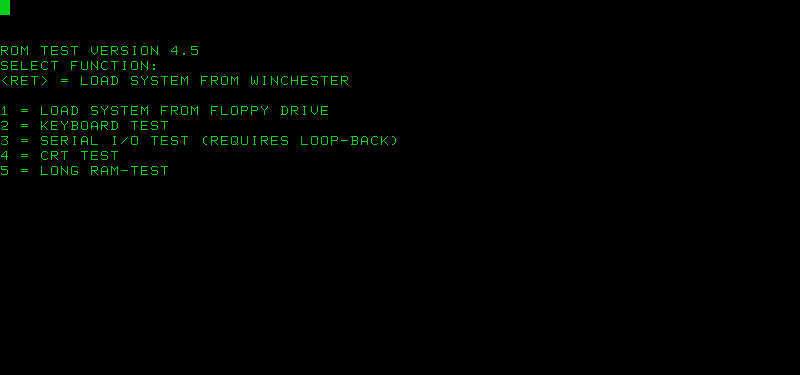 ROM TEST VERSION 4.5
SELECT FUNCTION:
<RET> = LOAD SYSTEM FROM WINCHESTER
1 = LOAD SYSTEM FROM FLOPPY DRIVE
2 = KEYBOARD TEST
3 = SERIAL I/O TEST (REQUIRES LOOP-BACK)
4 = CRT TEST
5 = LONG RAM-TEST